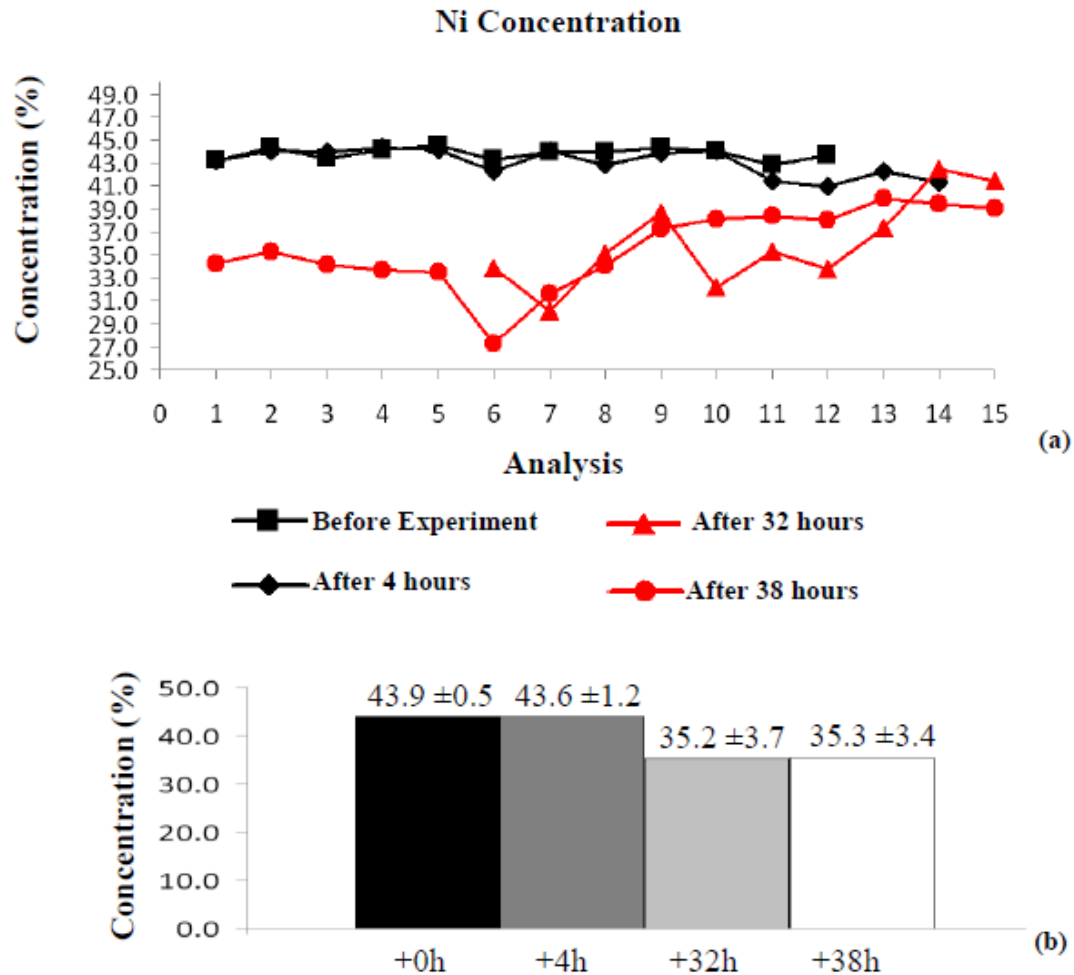 Ni Concentration
Concentration (%)
49.0
47.0
45.0
43.0
41.0
39.0
37.0
35.0
33.0
31.0
29.0
27.0
25.0
0 1 2 3 4 5 6 7 8 9 10 11 12 13 14 15
(a)
Analysis
Before Experiment After 32 hours
After 4 hours After 38 hours
Concentration (%)
50.0
40.0
30.0
20.0
10.0
0.0
43.9 ±0.5 43.6 ±1.2 35.2 ±3.7 35.3 ±3.4
+0h +4h +32h +38h
(b)